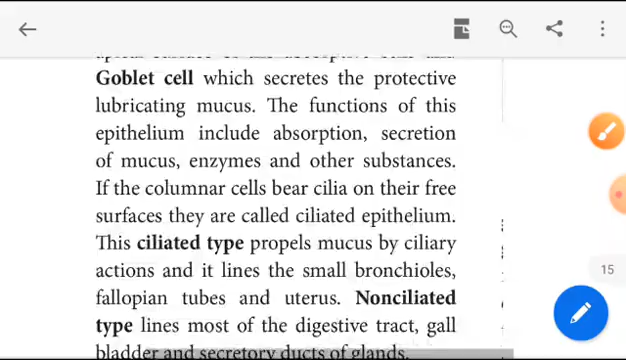 Goblet cell which secretes the protective
lubricating mucus. The functions of this
epithelium include absorption, secretion
of mucus, enzymes and other substances.
If the columnar cells bear cilia on their free
surfaces they are called ciliated epithelium.
This ciliated type propels mucus by ciliary
actions and it lines the small bronchioles,
fallopian tubes and uterus. Nonciliated
type lines most of the digestive tract, gall
bladder and secretory ducts of glands.
15